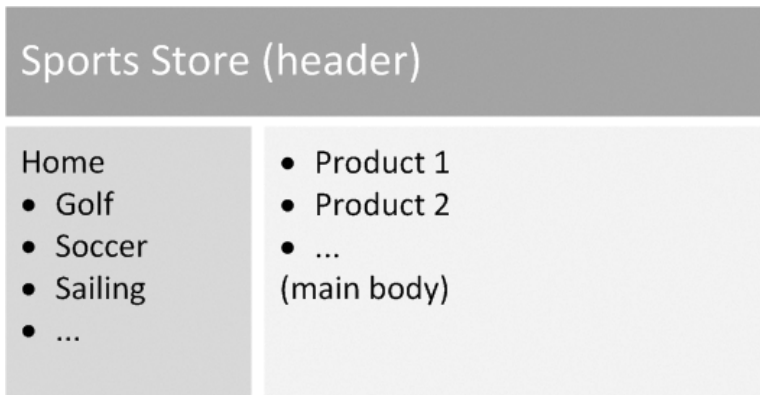 Sports Store (header)
Home
• Golf
• Soccer
• Sailing
• ...
• Product 1
• Product 2
• ...
(main body)